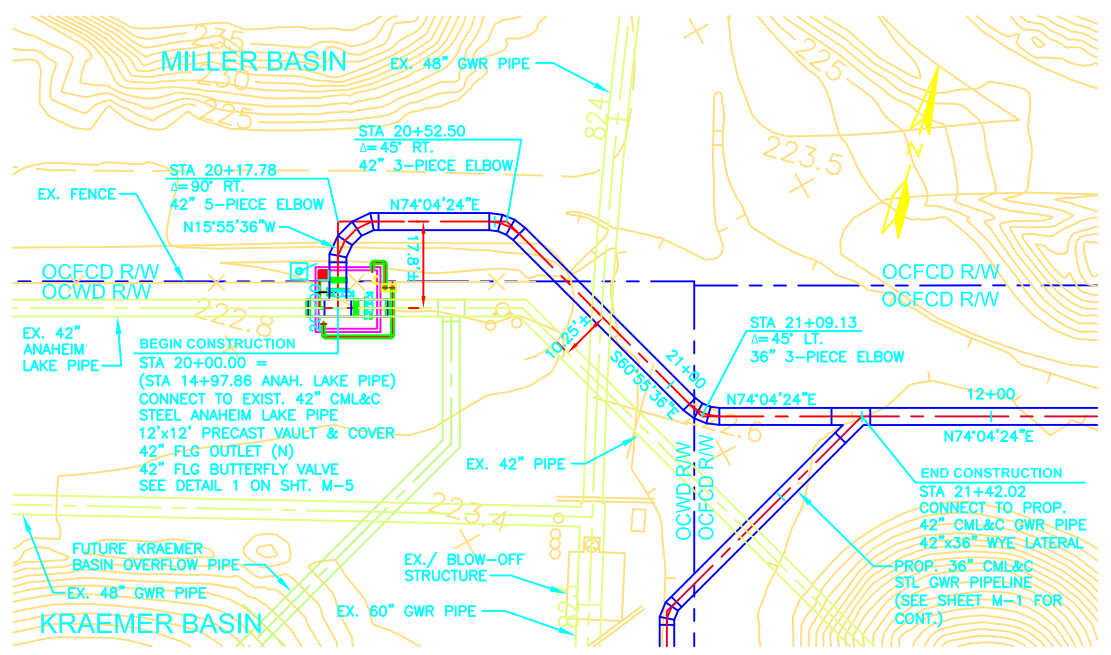 235
230
225
MILLER BASIN
EX. 48" GWR PIPE
824
225
223.5
N
STA 20+52.50
Δ=45° RT.
42" 3-PIECE ELBOW
STA 20+17.78
Δ=90° RT.
42" 5-PIECE ELBOW
N15°55'36"W
EX. FENCE
N74°04'24"E
17.8'±
OCFCD R/W
OCWD R/W
OCFCD R/W
OCFCD R/W
222.8
EX. 42"
ANAHEIM
LAKE PIPE
BEGIN CONSTRUCTION
STA 20+00.00 =
(STA 14+97.86 ANAH. LAKE PIPE)
CONNECT TO EXIST. 42" CML&C
STEEL ANAHEIM LAKE PIPE
12'x12' PRECAST VAULT & COVER
42" FLG OUTLET (N)
42" FLG BUTTERFLY VALVE
SEE DETAIL 1 ON SHT. M-5
10.25'±
S60°55'36"E
21+00
STA 21+09.13
Δ=45° LT.
36" 3-PIECE ELBOW
N74°04'24"E
12+00
N74°04'24"E
EX. 42" PIPE
OCWD R/W
OCFCD R/W
END CONSTRUCTION
STA 21+42.02
CONNECT TO PROP.
42" CML&C GWR PIPE
42"x36" WYE LATERAL
PROP. 36" CML&C
STL GWR PIPELINE
(SEE SHEET M-1 FOR
CONT.)
223.4
FUTURE KRAEMER
BASIN OVERFLOW PIPE
EX. 48" GWR PIPE
EX./ BLOW-OFF
STRUCTURE
EX. 60" GWR PIPE
KRAEMER BASIN